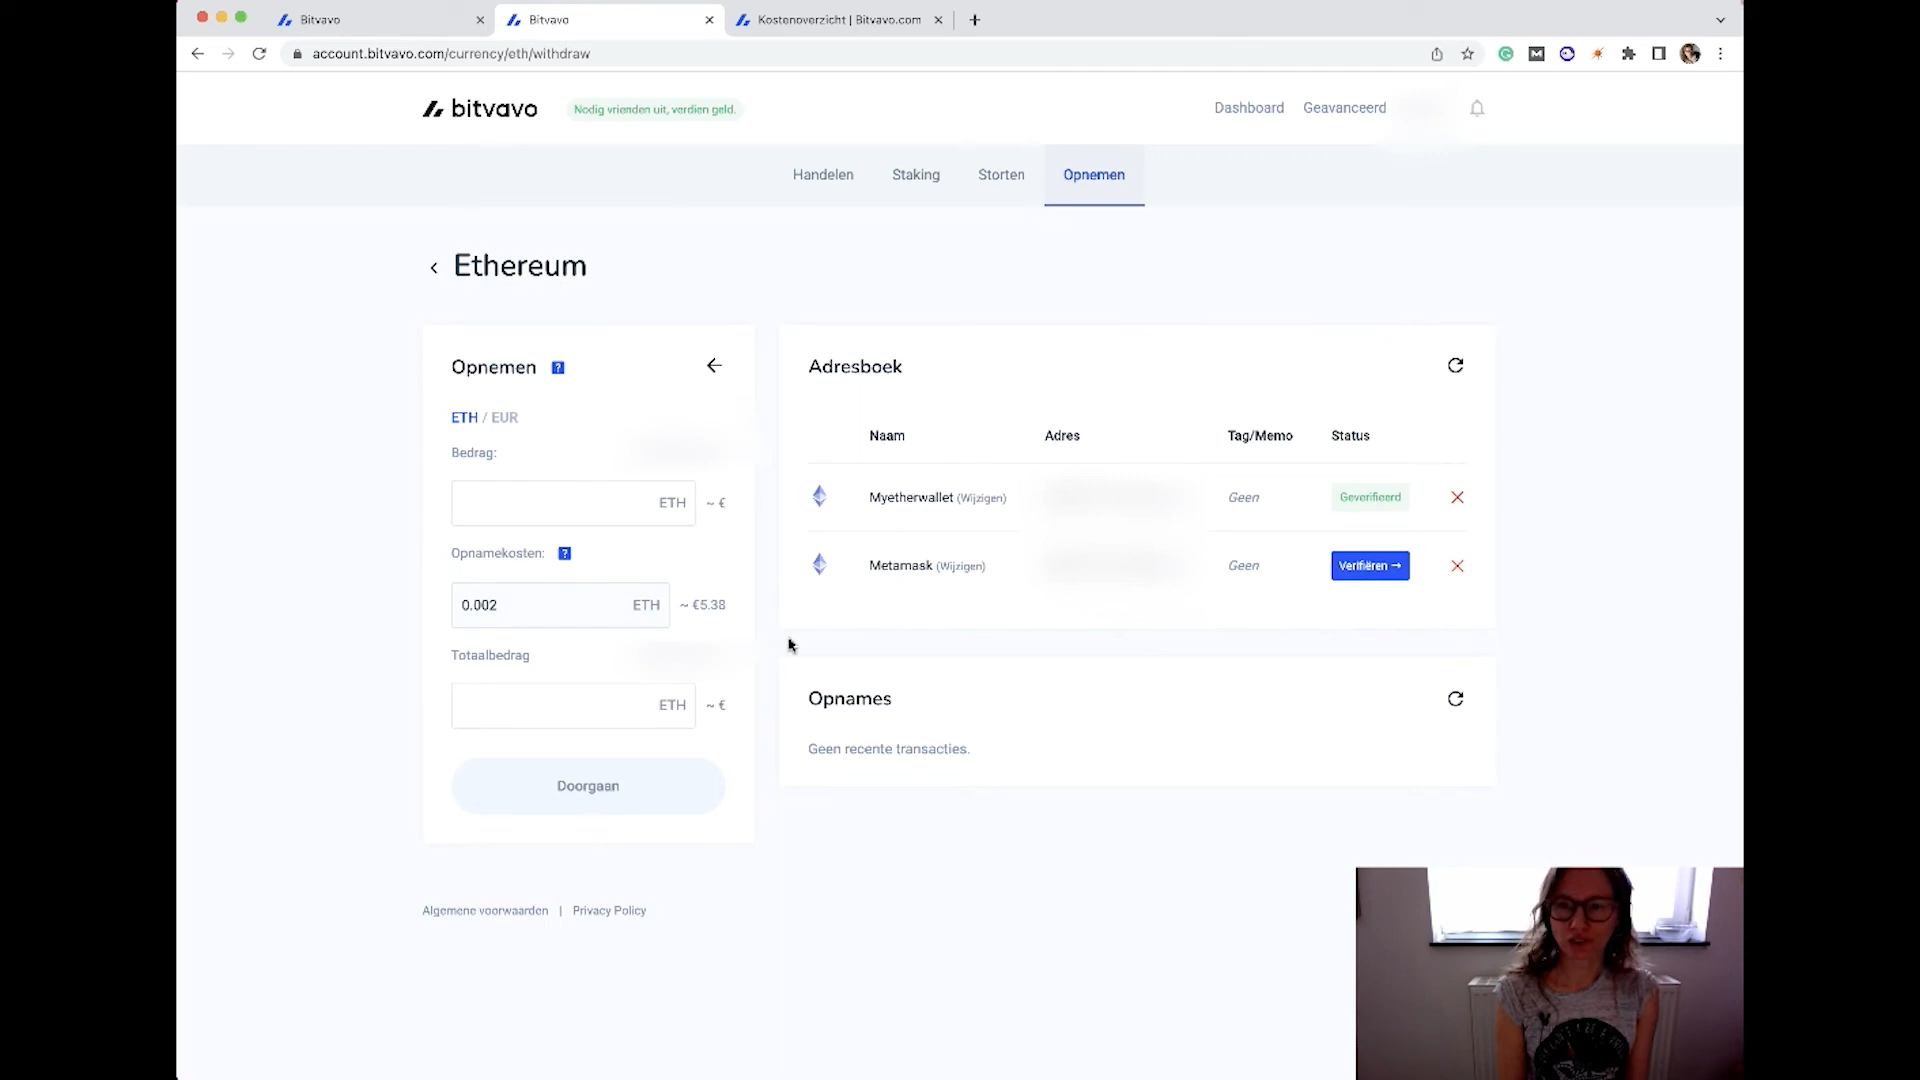 Bitvavo
Bitvavo
Kostenoverzicht | Bitvavo.com
account.bitvavo.com/currency/eth/withdraw
bitvavo
Nodig vrienden uit, verdien geld.
Dashboard
Geavanceerd
Handelen
Staking
Storten
Opnemen
Ethereum
Opnemen ?
ETH / EUR
Bedrag:
ETH ~ €
Opnamekosten: ?
0.002 ETH ~ €5.38
Totaalbedrag
ETH ~ €
Doorgaan
Adresboek
Naam Adres Tag/Memo Status
Myetherwallet (Wijzigen) Geen Geverifieerd
Metamask (Wijzigen) Geen Verifiëren →
Opnames
Geen recente transacties.
Algemene voorwaarden | Privacy Policy